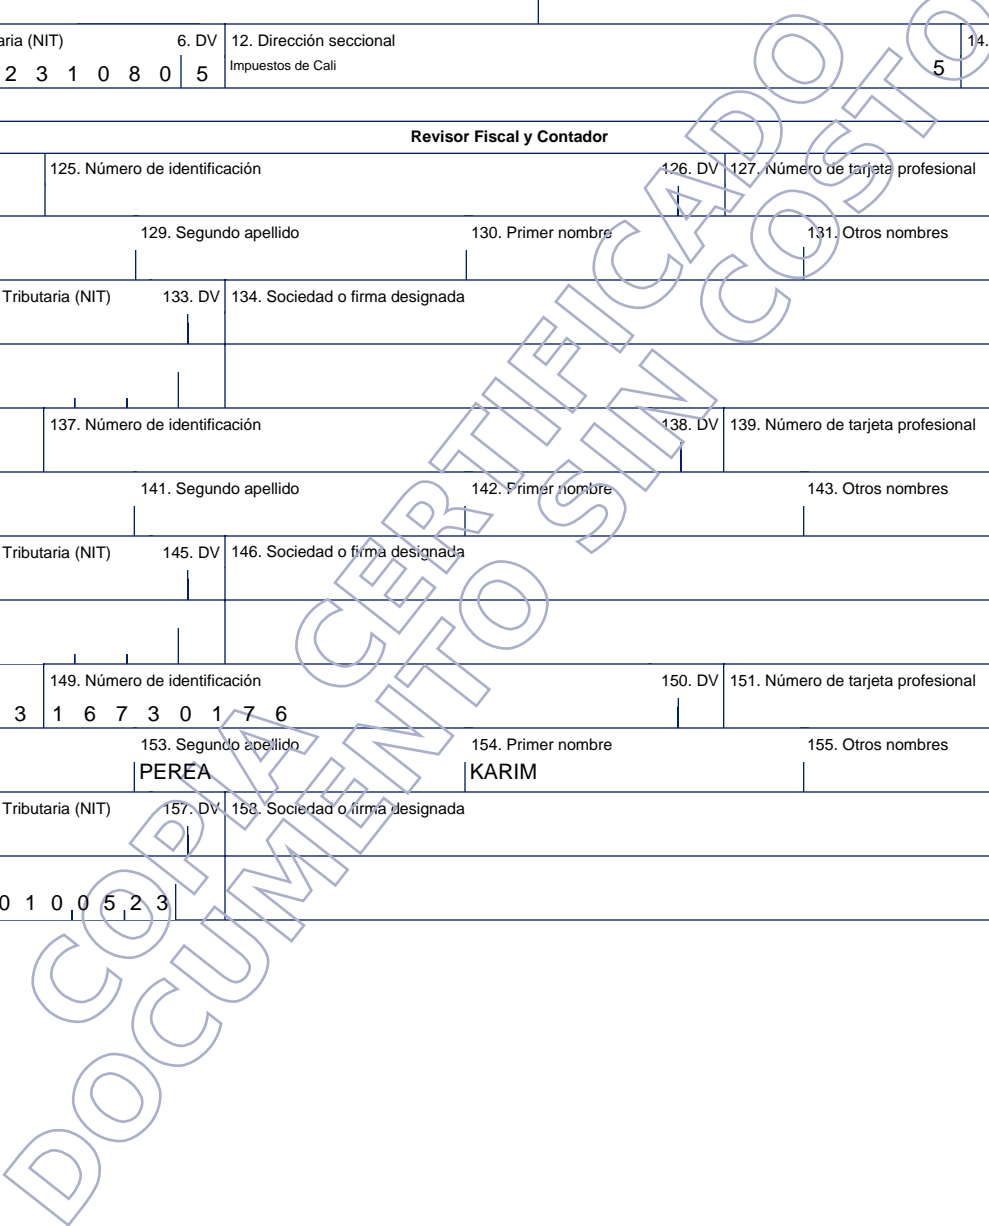 aria (NIT) 6. DV 12. Dirección seccional 14.
2 3 1 0 8 0 5 Impuestos de Cali 5
Revisor Fiscal y Contador
125. Número de identificación 126. DV 127. Número de tarjeta profesional
129. Segundo apellido 130. Primer nombre 131. Otros nombres
Tributaria (NIT) 133. DV 134. Sociedad o firma designada
137. Número de identificación 138. DV 139. Número de tarjeta profesional
141. Segundo apellido 142. Primer nombre 143. Otros nombres
Tributaria (NIT) 145. DV 146. Sociedad o firma designada
149. Número de identificación 150. DV 151. Número de tarjeta profesional
3 1 6 7 3 0 1 7 6
153. Segundo apellido 154. Primer nombre 155. Otros nombres
PEREA KARIM
Tributaria (NIT) 157. DV 158. Sociedad o firma designada
0 1 0 0 5 2 3
COPIA CERTIFICADO
DOCUMENTO SIN COSTO